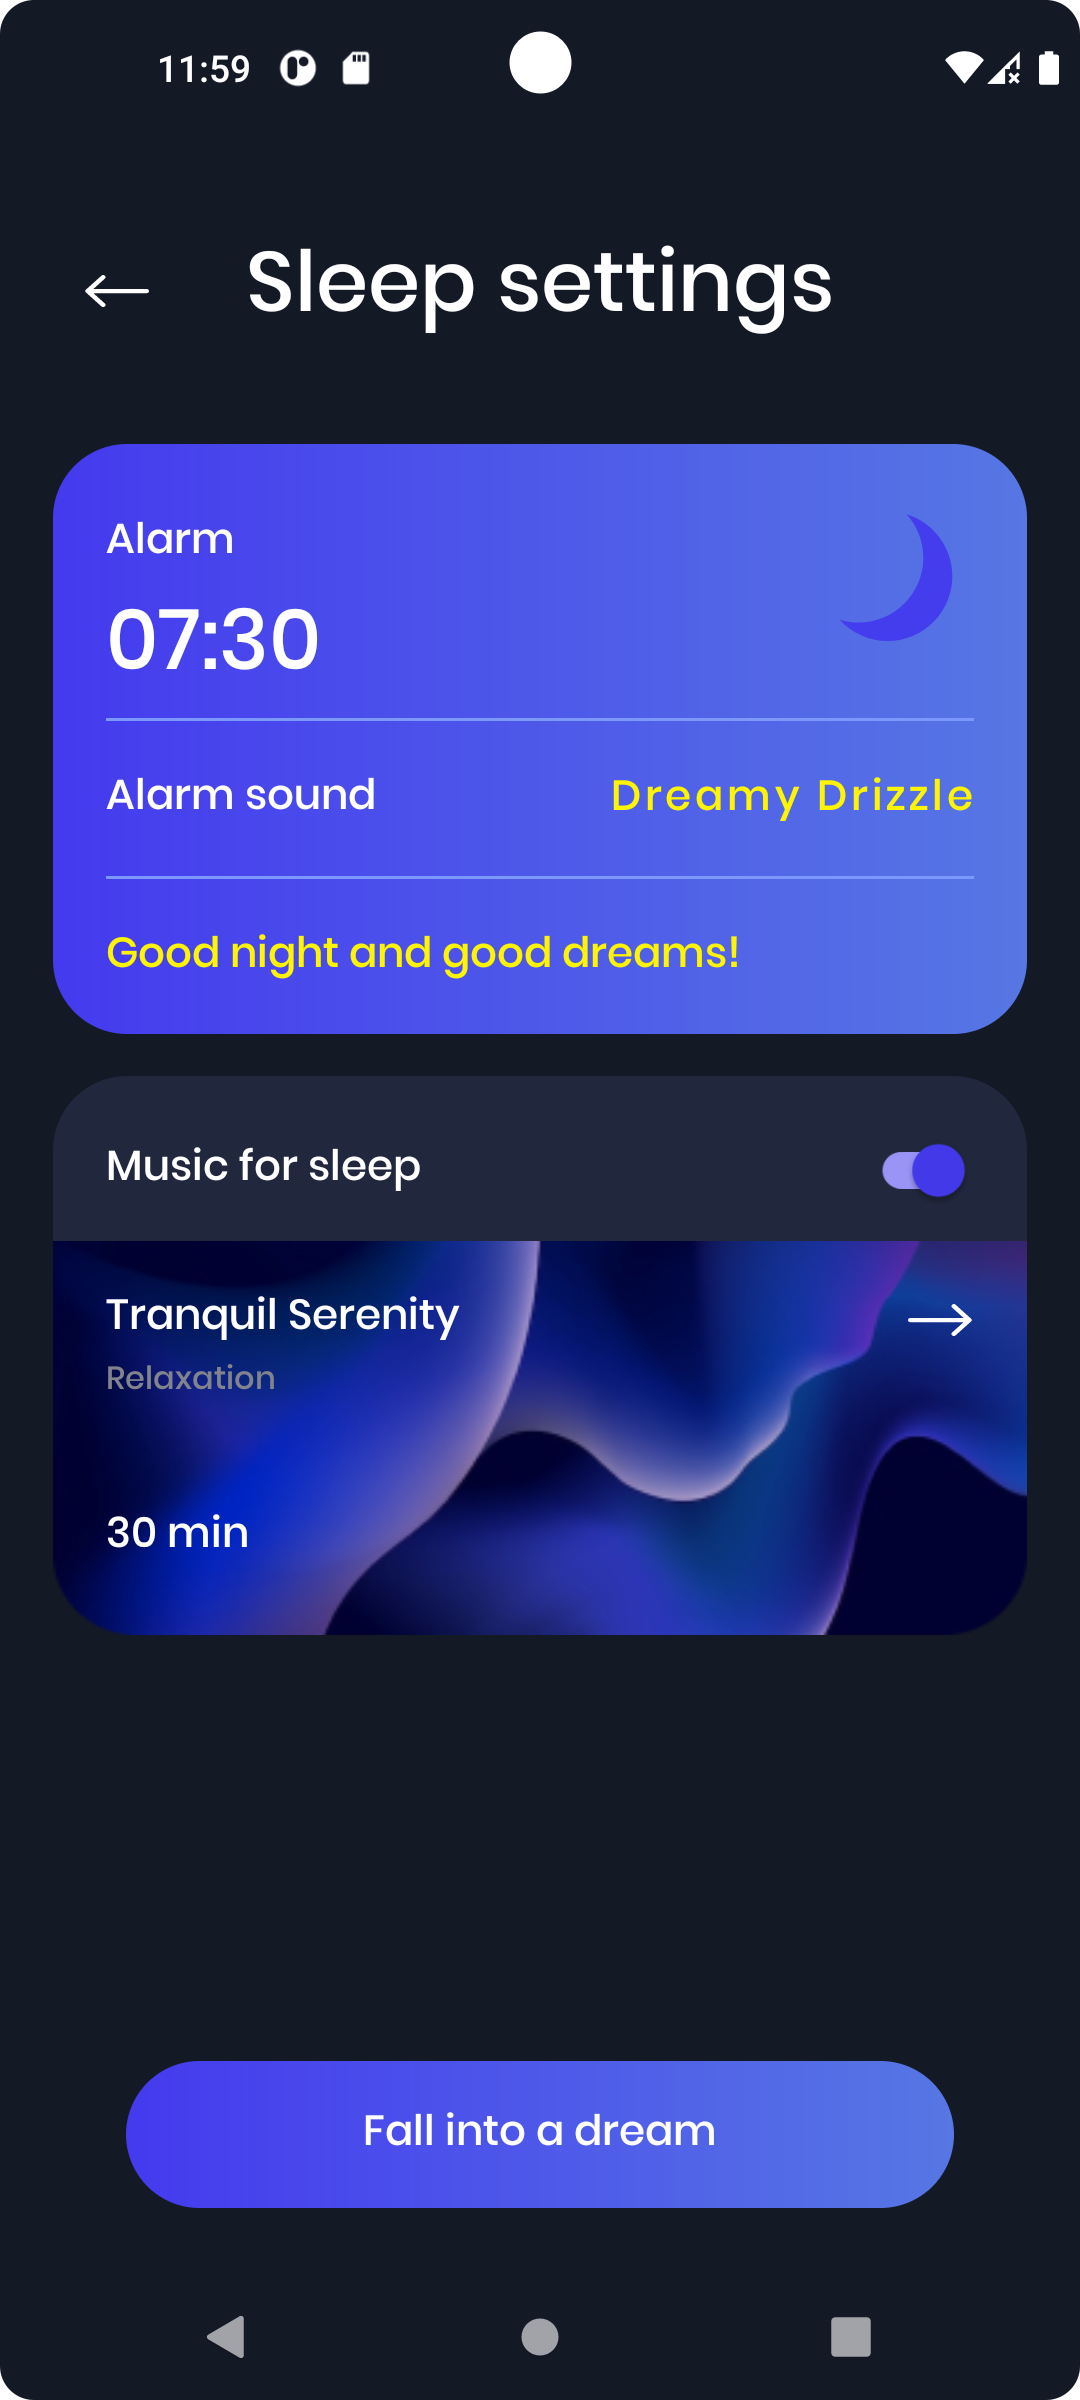 11:59
Sleep settings
Alarm
07:30
Alarm sound
Dreamy Drizzle
Good night and good dreams!
Music for sleep
Tranquil Serenity
Relaxation
30 min
Fall into a dream